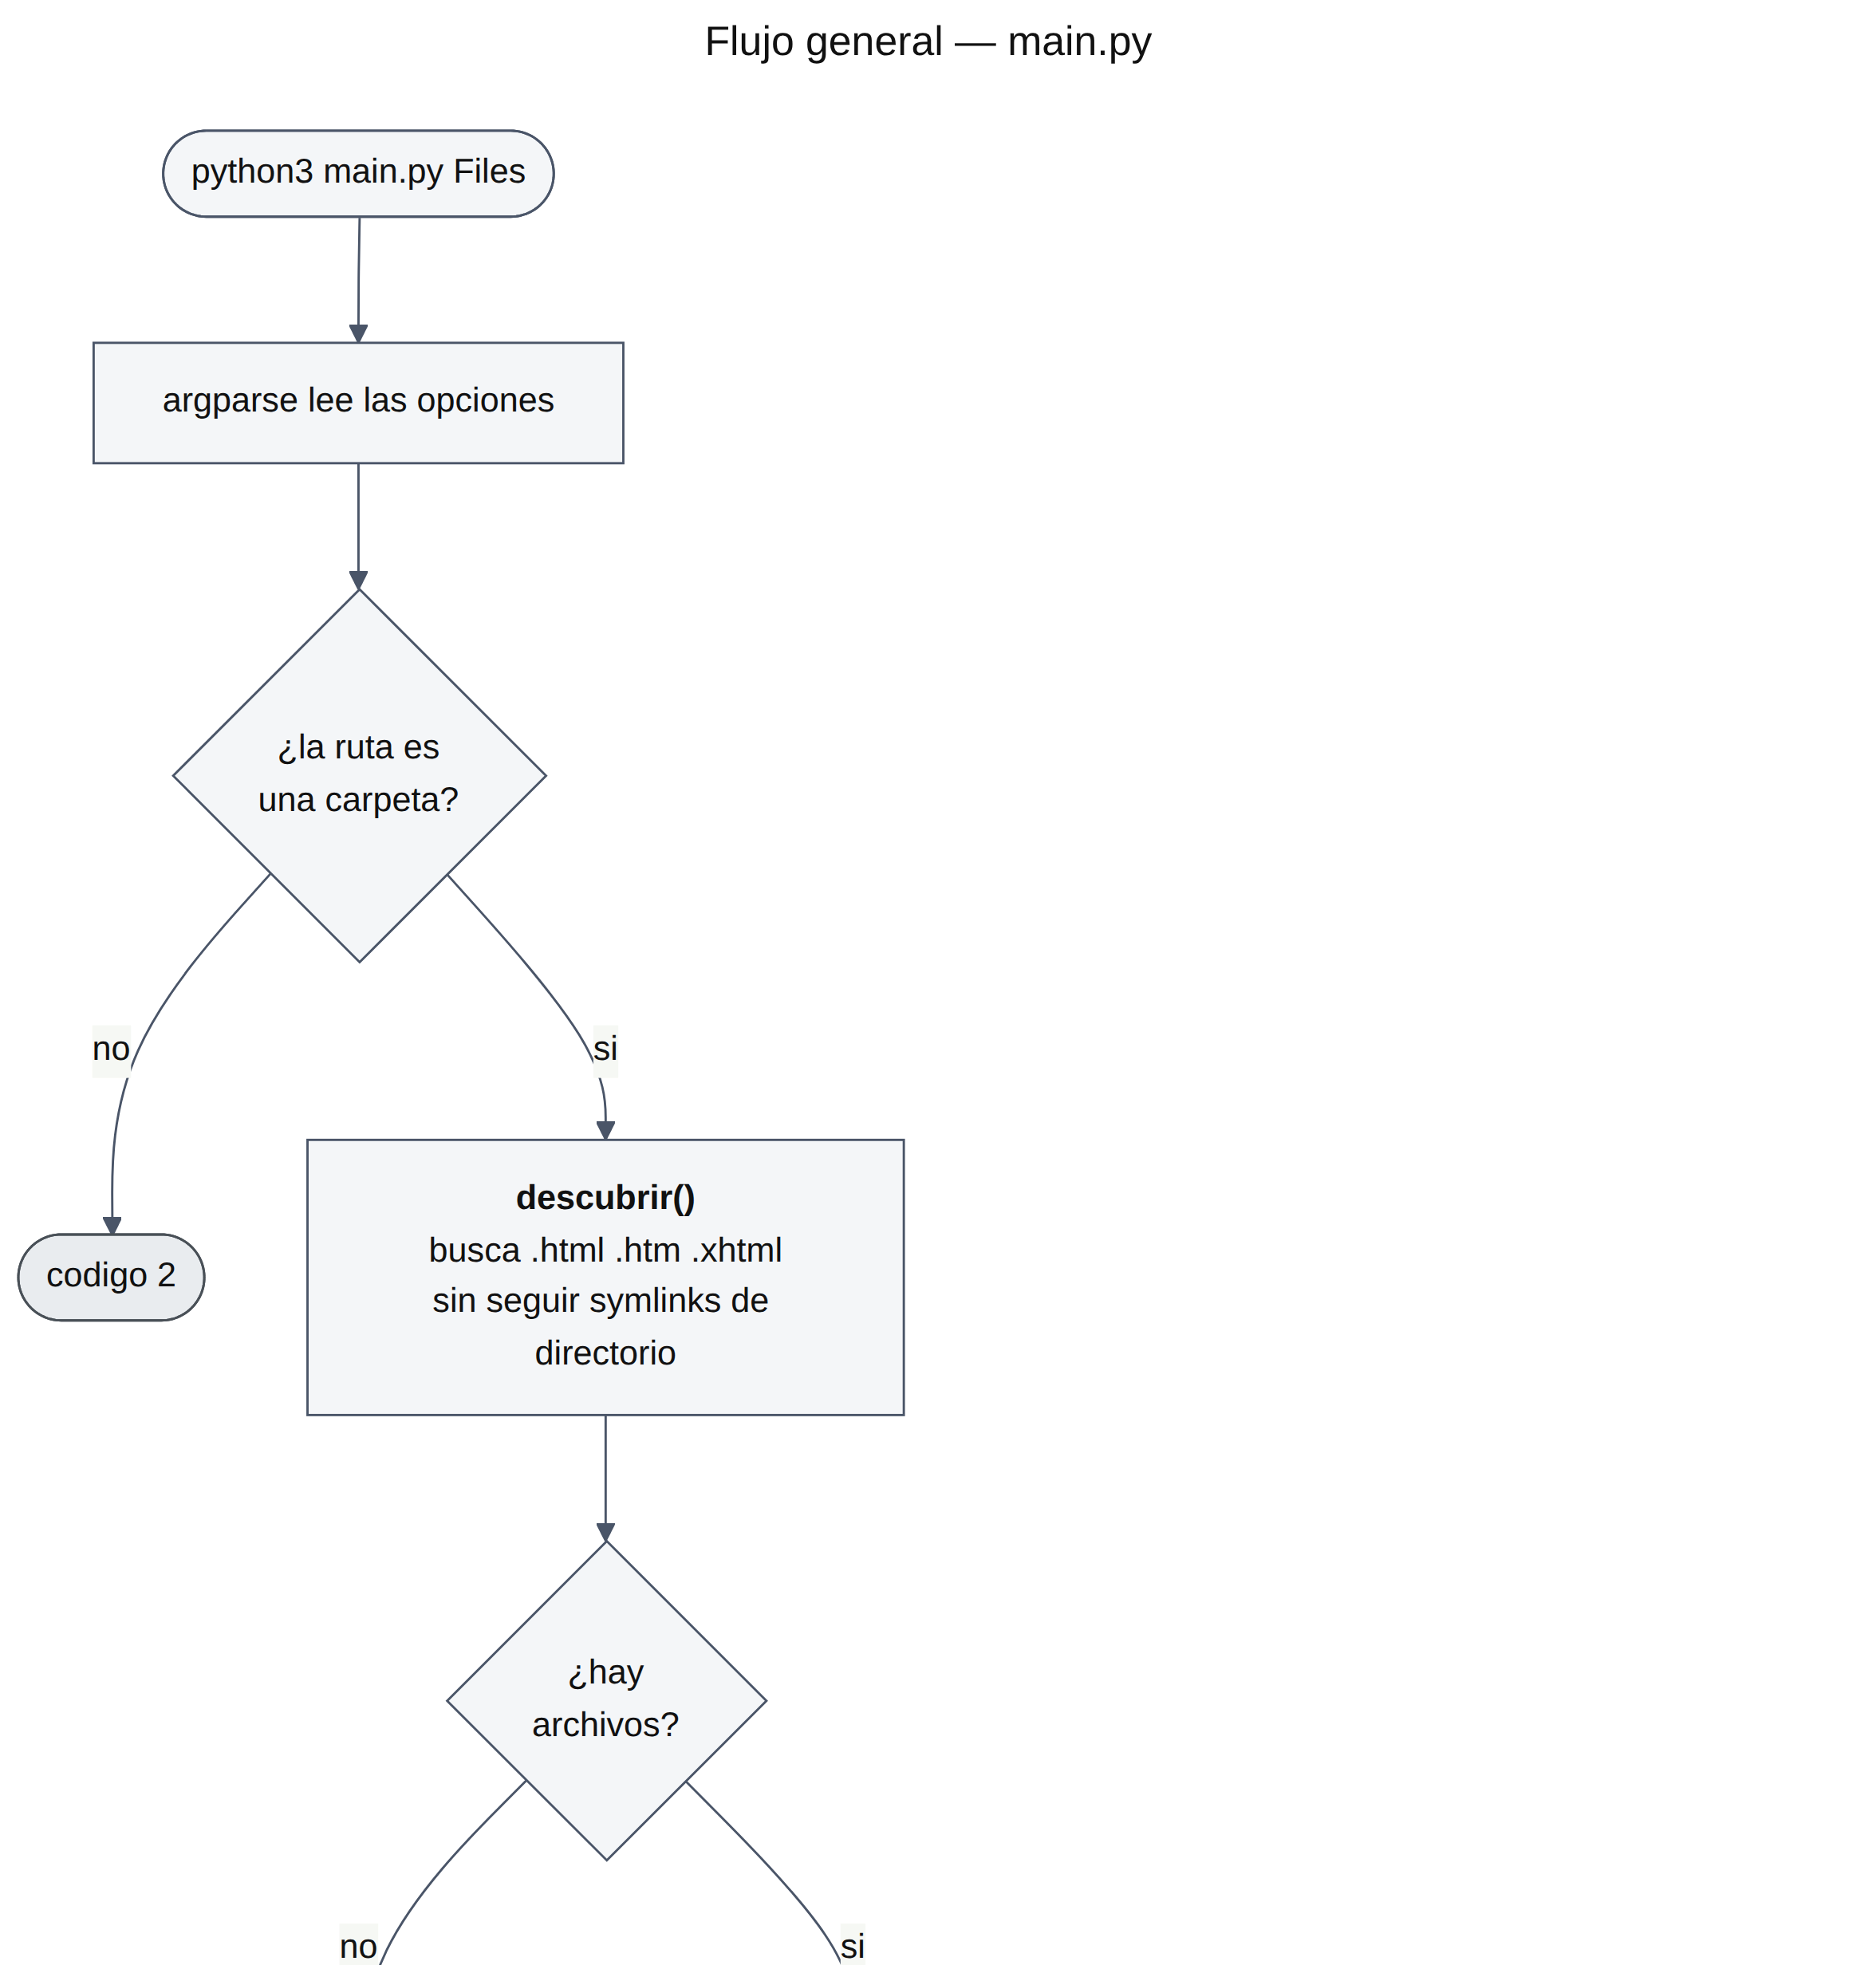 Flujo general — main.py
python3 main.py Files
argparse lee las opciones
¿la ruta es
una carpeta?
no
si
descubrir()
busca .html .htm .xhtml
sin seguir symlinks de
directorio
codigo 2
¿hay
archivos?
no
si